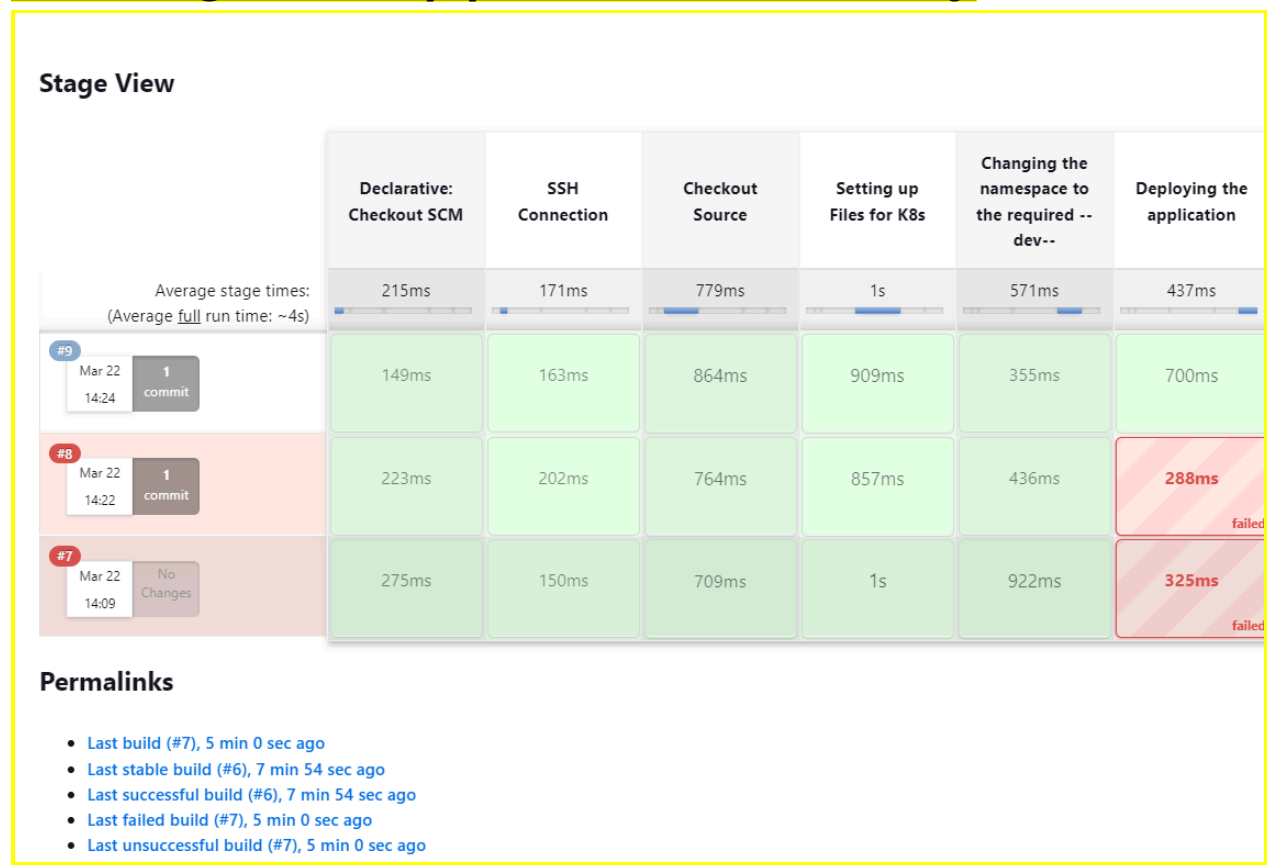 Stage View
Declarative: Checkout SCM
SSH Connection
Checkout Source
Setting up Files for K8s
Changing the namespace to the required --dev--
Deploying the application
Average stage times:
(Average full run time: ~4s)
215ms
171ms
779ms
1s
571ms
437ms
#9
Mar 22
14:24
1
commit
149ms
163ms
864ms
909ms
355ms
700ms
#8
Mar 22
14:22
1
commit
223ms
202ms
764ms
857ms
436ms
288ms
failed
#7
Mar 22
14:09
No
Changes
275ms
150ms
709ms
1s
922ms
325ms
failed
Permalinks
Last build (#7), 5 min 0 sec ago
Last stable build (#6), 7 min 54 sec ago
Last successful build (#6), 7 min 54 sec ago
Last failed build (#7), 5 min 0 sec ago
Last unsuccessful build (#7), 5 min 0 sec ago